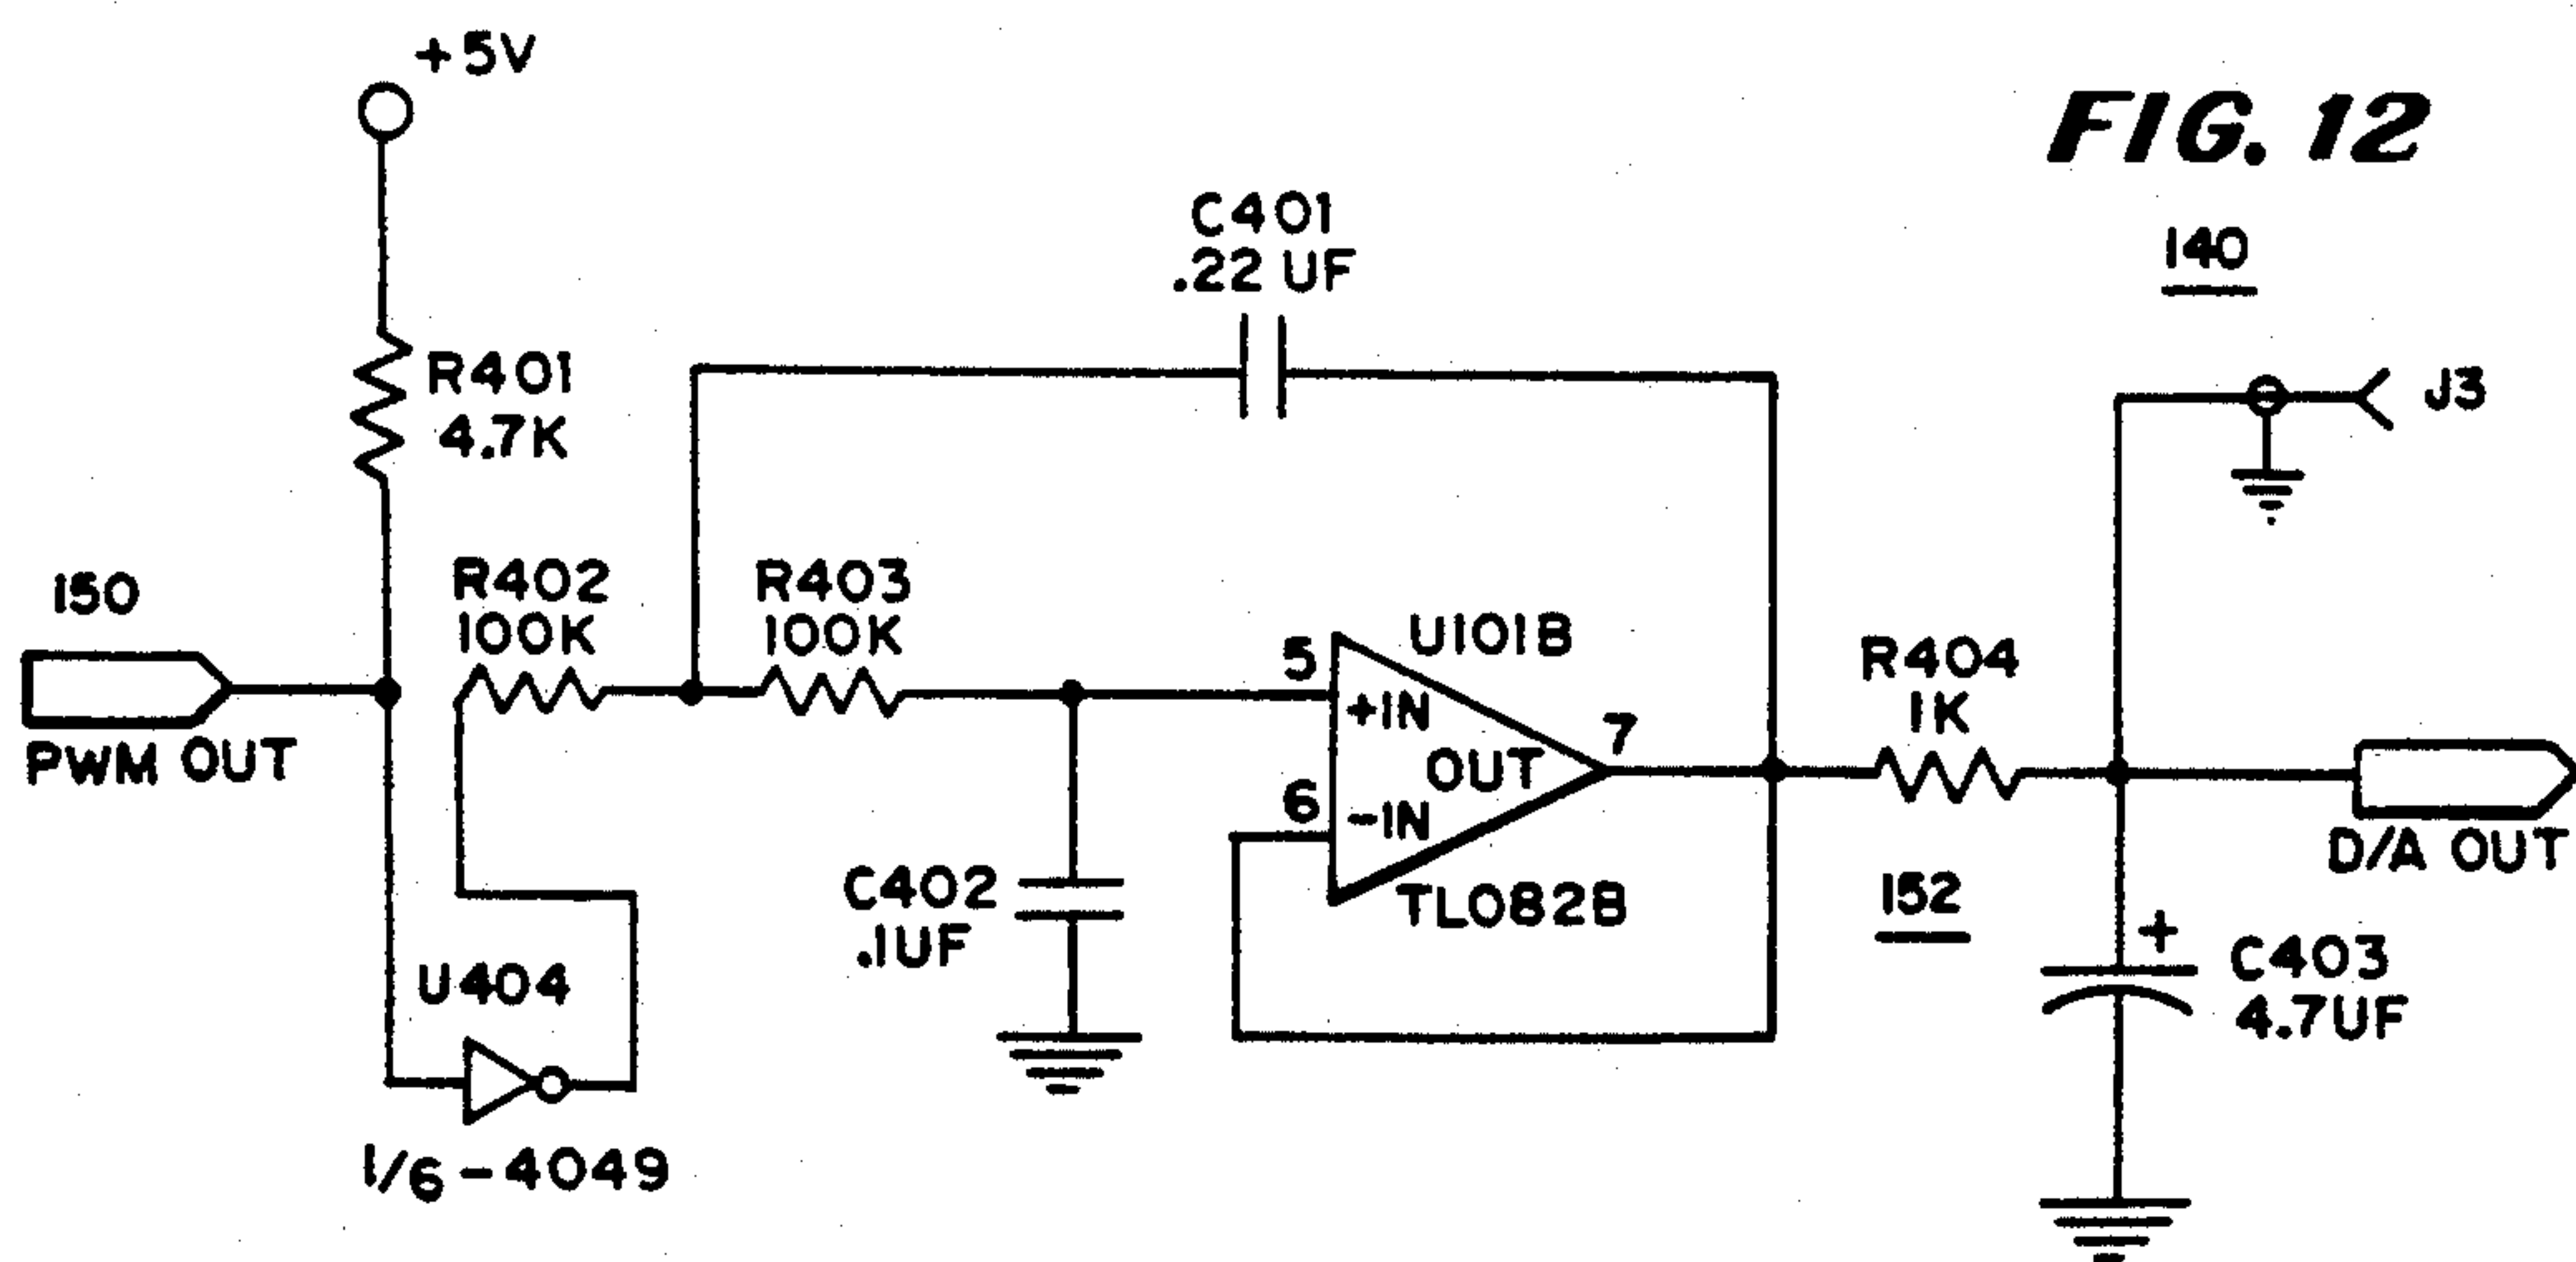 +5V
FIG. 12
140
C401
.22 UF
J3
R401
4.7K
150
PWM OUT
R402
100K
R403
100K
U101B
5
+IN
OUT
7
6
-IN
TL082B
R404
1K
D/A OUT
152
C402
.1UF
+
C403
4.7UF
U404
1/6-4049